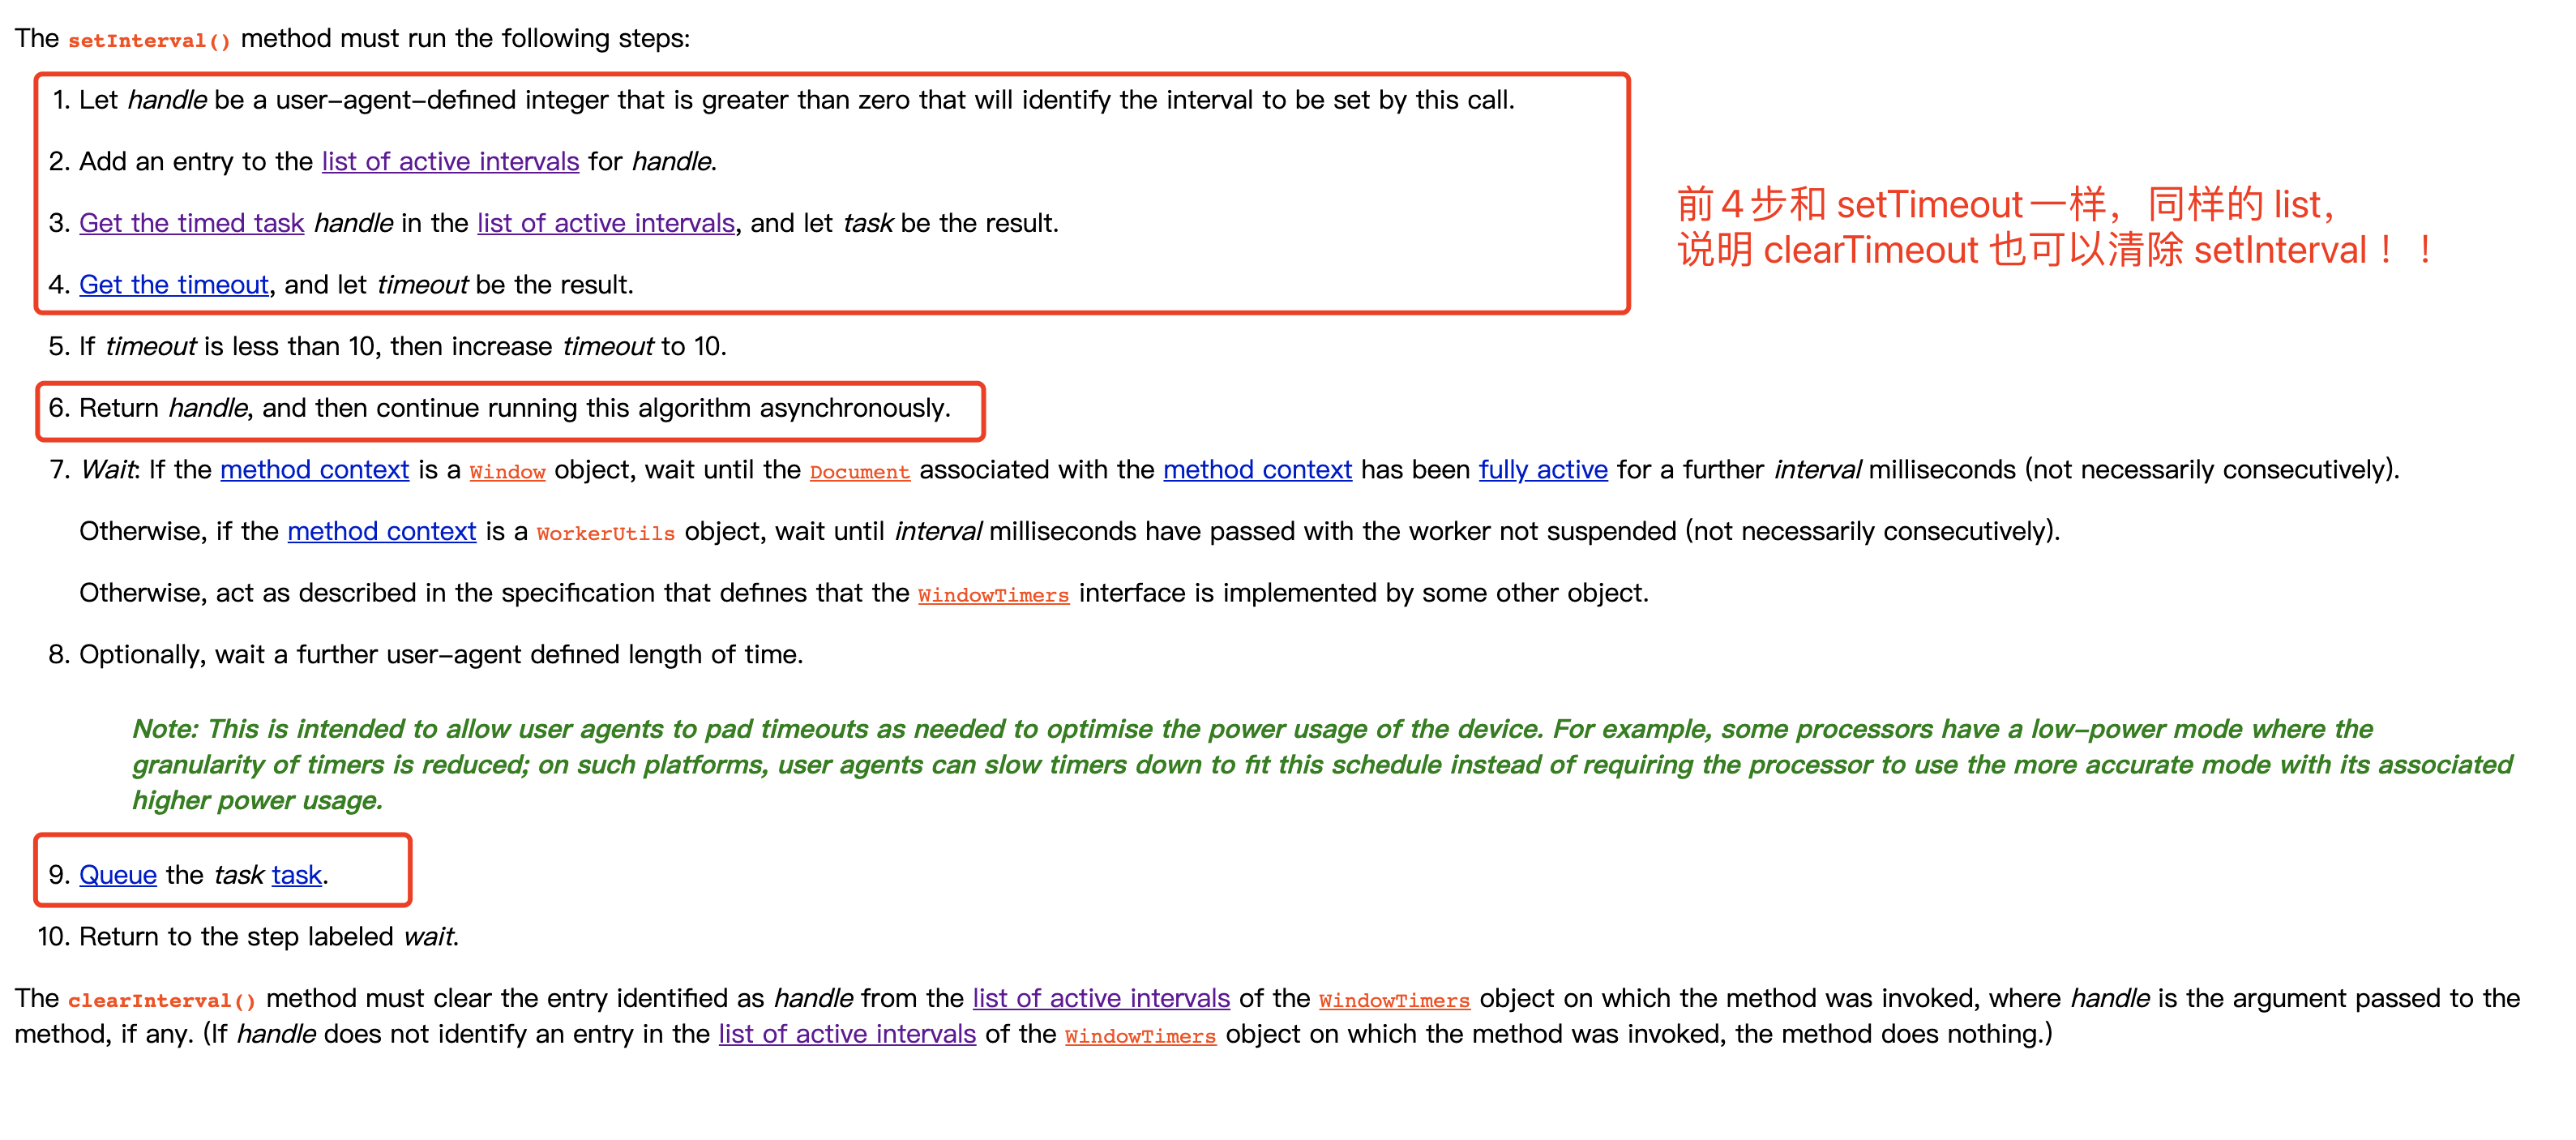 The setInterval() method must run the following steps:
1. Let handle be a user-agent-defined integer that is greater than zero that will identify the interval to be set by this call.
2. Add an entry to the list of active intervals for handle.
前4步和 setTimeout一样，同样的 list，
3. Get the timed task handle in the list of active intervals, and let task be the result.
说明 clearTimeout 也可以清除 setInterval！！
4. Get the timeout, and let timeout be the result.
5. If timeout is less than 10, then increase timeout to 10.
6. Return handle, and then continue running this algorithm asynchronously.
7. Wait: If the method context is a Window object, wait until the Document associated with the method context has been fully active for a further interval milliseconds (not necessarily consecutively).
Otherwise, if the method context is a WorkerUtils object, wait until interval milliseconds have passed with the worker not suspended (not necessarily consecutively).
Otherwise, act as described in the specification that defines that the WindowTimers interface is implemented by some other object.
8. Optionally, wait a further user-agent defined length of time.
Note: This is intended to allow user agents to pad timeouts as needed to optimise the power usage of the device. For example, some processors have a low-power mode where the
granularity of timers is reduced; on such platforms, user agents can slow timers down to fit this schedule instead of requiring the processor to use the more accurate mode with its associated
higher power usage.
9. Queue the task task.
10. Return to the step labeled wait.
The clearInterval() method must clear the entry identified as handle from the list of active intervals of the WindowTimers object on which the method was invoked, where handle is the argument passed to the
method, if any. (If handle does not identify an entry in the list of active intervals of the WindowTimers object on which the method was invoked, the method does nothing.)